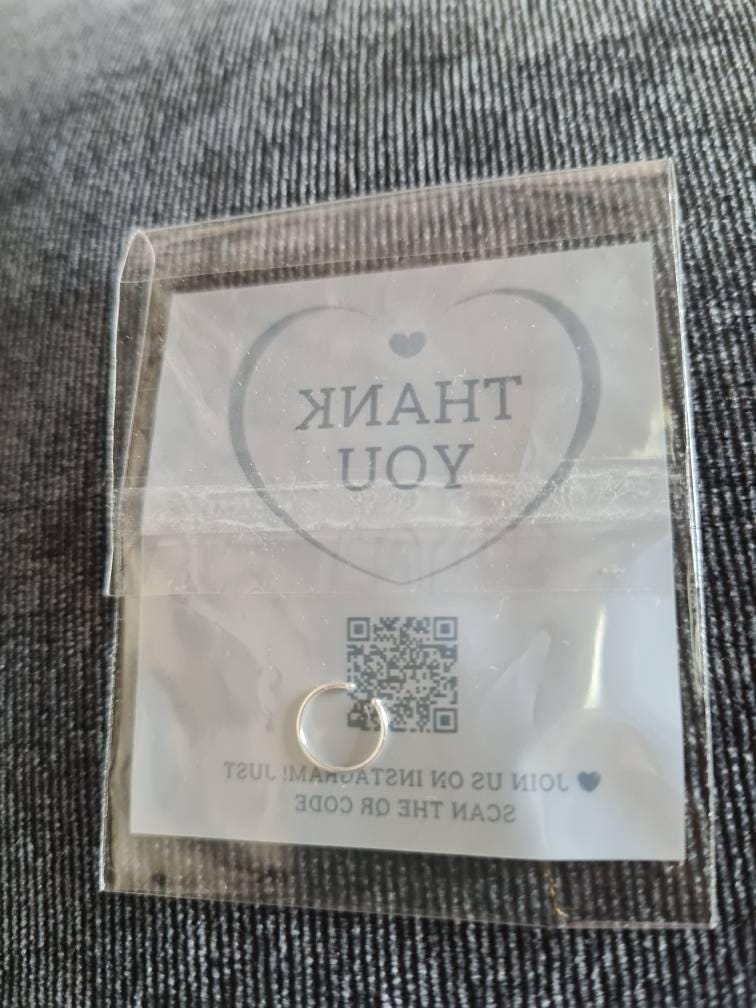 THANK
YOU
♥ JOIN US ON INSTAGRAM! JUST
SCAN THE QR CODE